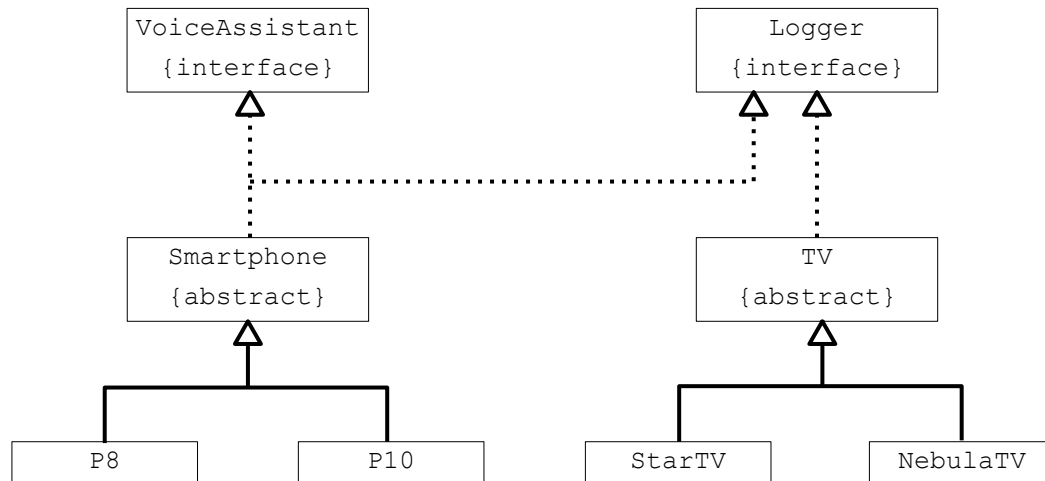 VoiceAssistant
{interface}
Logger
{interface}
Smartphone
{abstract}
TV
{abstract}
P8
P10
StarTV
NebulaTV